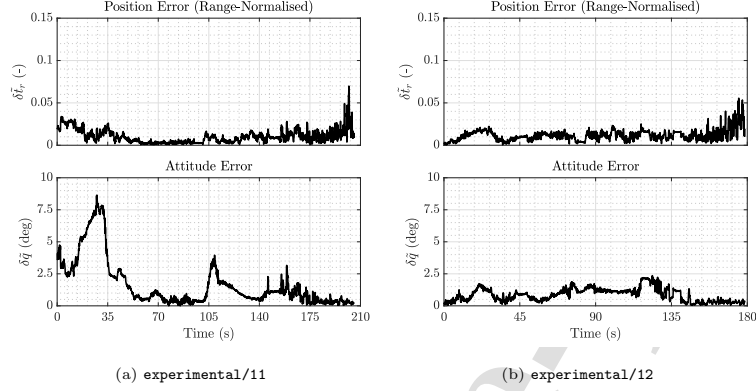 Position Error (Range-Normalised)
0.15
0.1
0.05
0
δt̃r (-)
Attitude Error
10
7.5
5
2.5
0
δq̃ (deg)
0 35 70 105 140 175 210
Time (s)
(a) experimental/11
Position Error (Range-Normalised)
0.15
0.1
0.05
0
δt̃r (-)
Attitude Error
10
7.5
5
2.5
0
δq̃ (deg)
0 45 90 135 180
Time (s)
(b) experimental/12